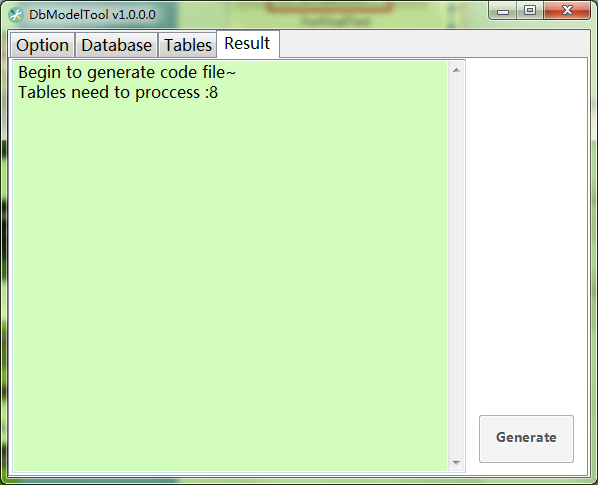 DbModelTool v1.0.0.0
Option Database Tables Result
Begin to generate code file~
Tables need to proccess :8
Generate